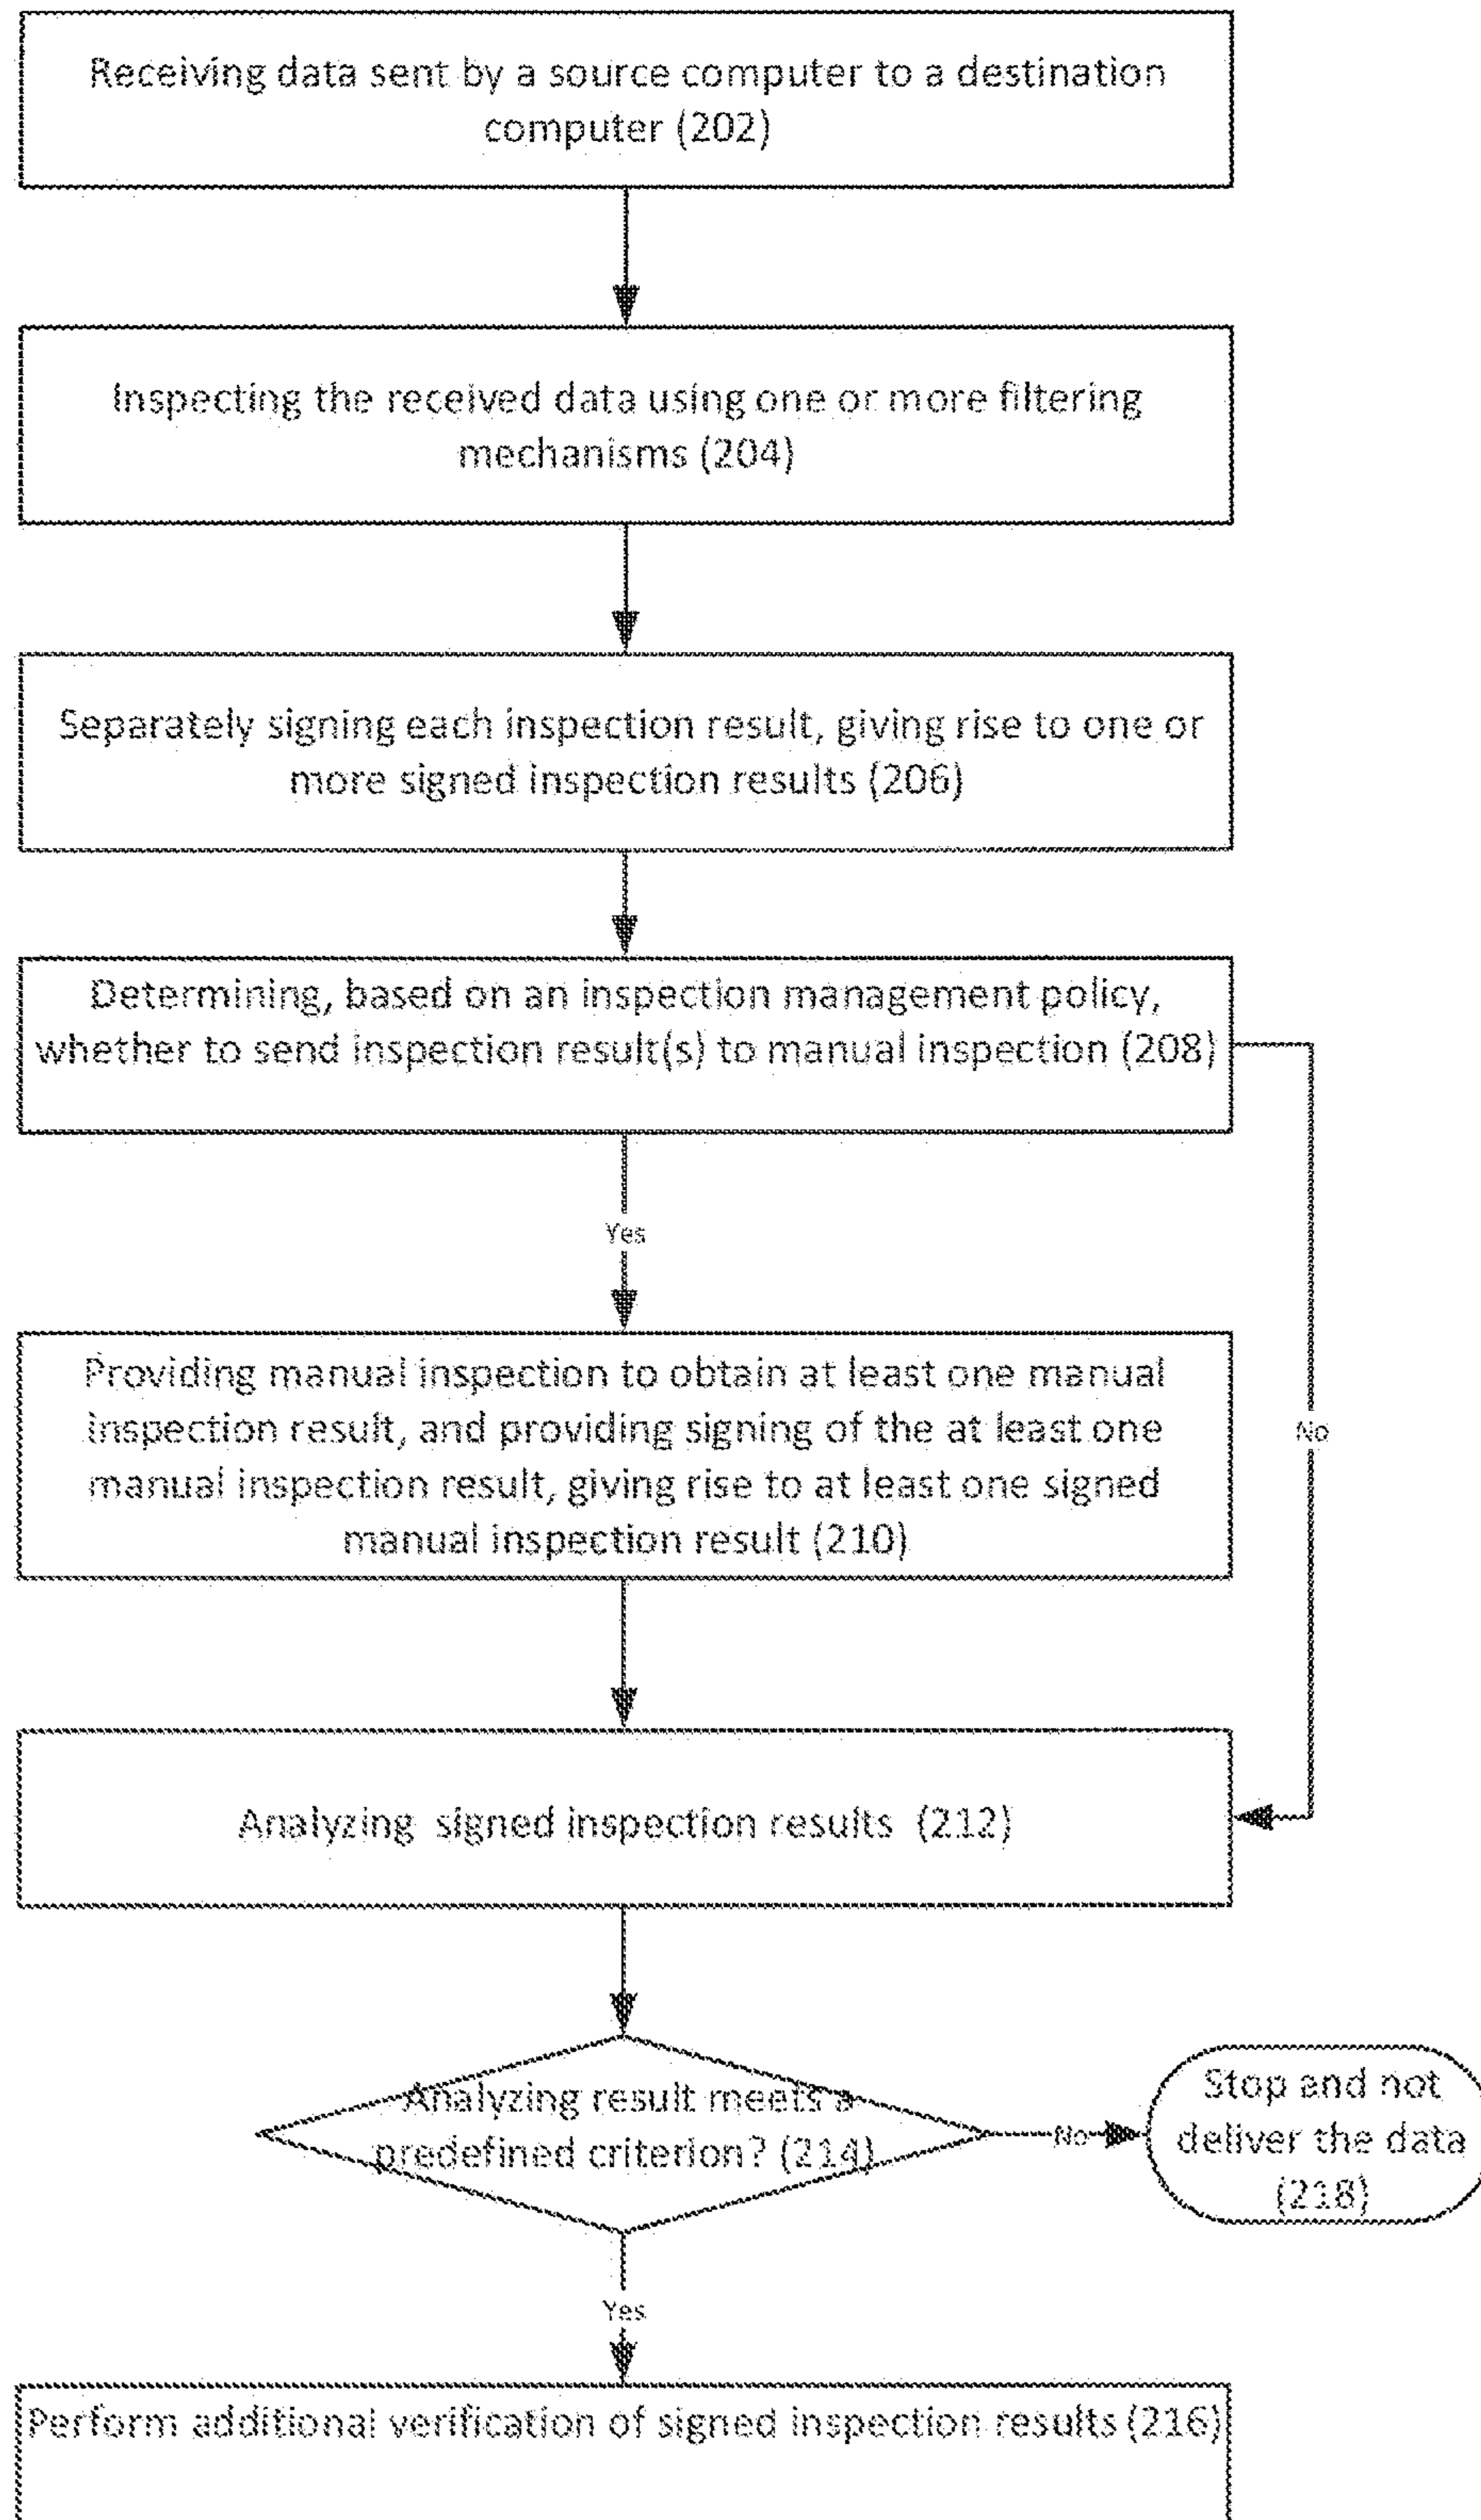 Receiving data sent by a source computer to a destination
computer (202)
Inspecting the received data using one or more filtering
mechanisms (204)
Separately signing each inspection result, giving rise to one or
more signed inspection results (206)
Determining, based on an inspection management policy,
whether to send inspection result(s) to manual inspection (208)
Yes
Providing manual inspection to obtain at least one manual
inspection result, and providing signing of the at least one
manual inspection result, giving rise to at least one signed
manual inspection result (210)
No
Analyzing signed inspection results (212)
Analyzing result meets a
predefined criterion? (214)
No
Stop and not
deliver the data
(218)
Yes
Perform additional verification of signed inspection results (216)